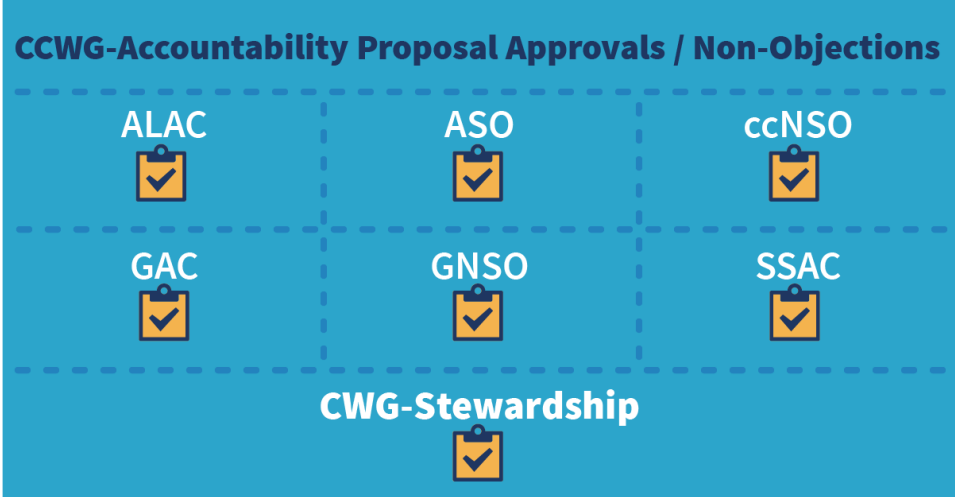 CCWG-Accountability Proposal Approvals / Non-Objections
ALAC ASO ccNSO
GAC GNSO SSAC
CWG-Stewardship